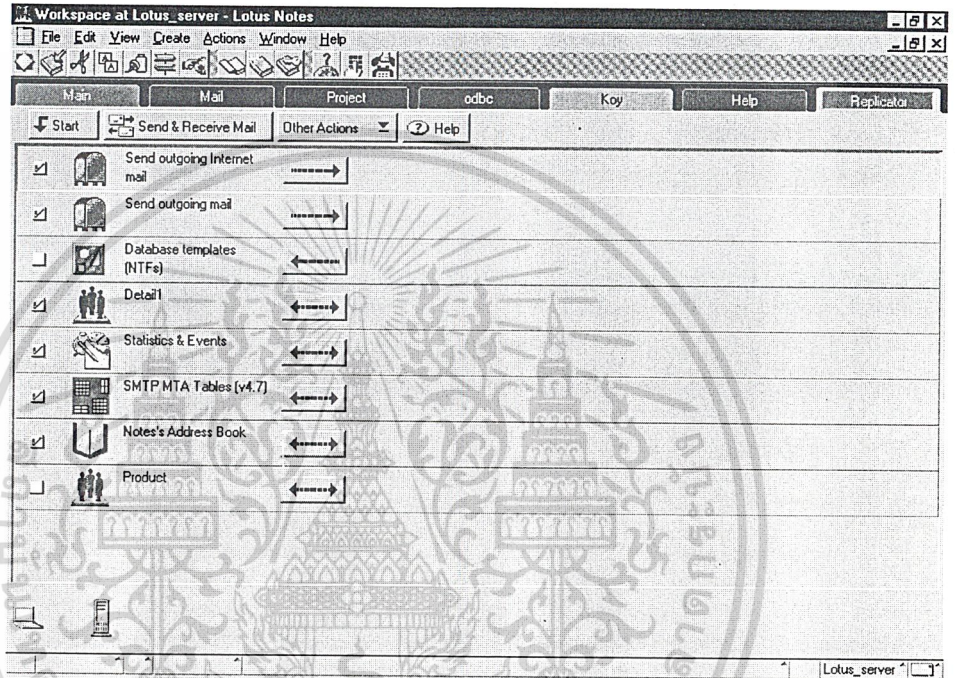 Workspace at Lotus_server - Lotus Notes
File Edit View Create Actions Window Help
Main Mail Project odbc Koy Help Replicator
Start Send & Receive Mail Other Actions Help
Send outgoing Internet
mail
Send outgoing mail
Database templates
(NTFs)
Detail1
Statistics & Events
SMTP MTA Tables (v4.7)
Notes's Address Book
Product
Lotus_server